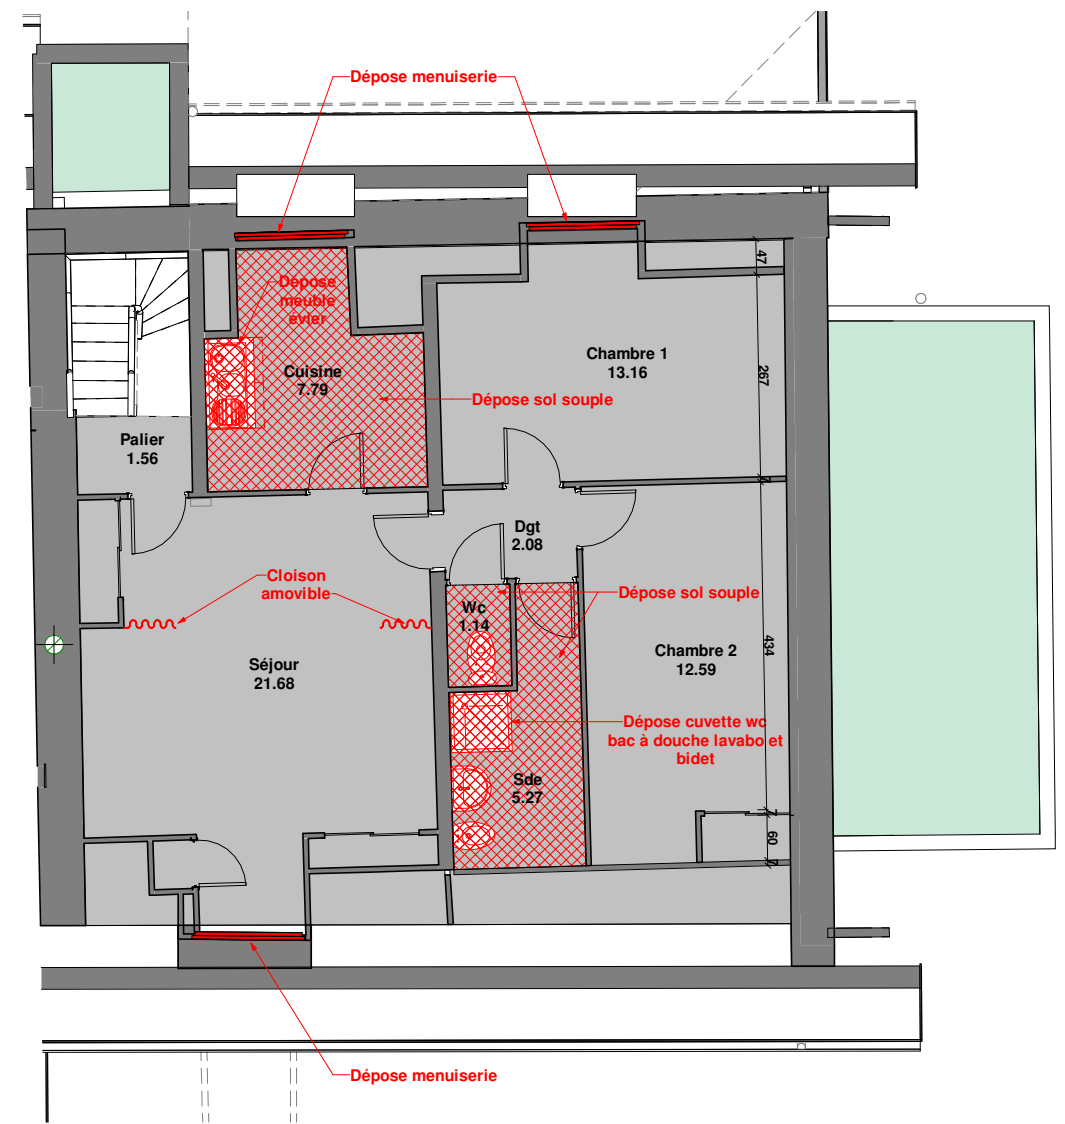 Dépose menuiserie
47
Dépose
meuble
évier
Chambre 1
13.16
Cuisine
7.79
267
Dépose sol souple
Palier
1.56
Dgt
2.08
Cloison
amovible
Dépose sol souple
Wc
1.14
434
Chambre 2
12.59
Séjour
21.68
Dépose cuvette wc
bac à douche lavabo et
bidet
Sde
5.27
7
60
7
7
Dépose menuiserie